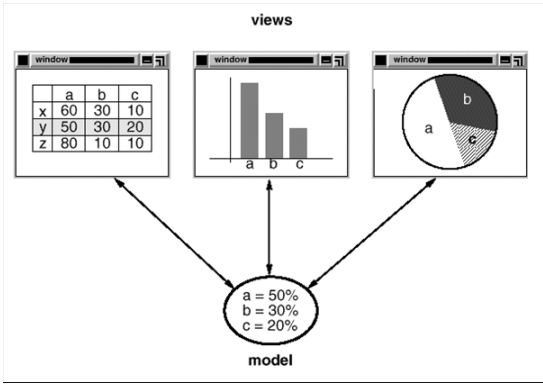 views
window
window
window
a b c
x 60 30 10
y 50 30 20
z 80 10 10
a b c
b
a
c
a = 50%
b = 30%
c = 20%
model